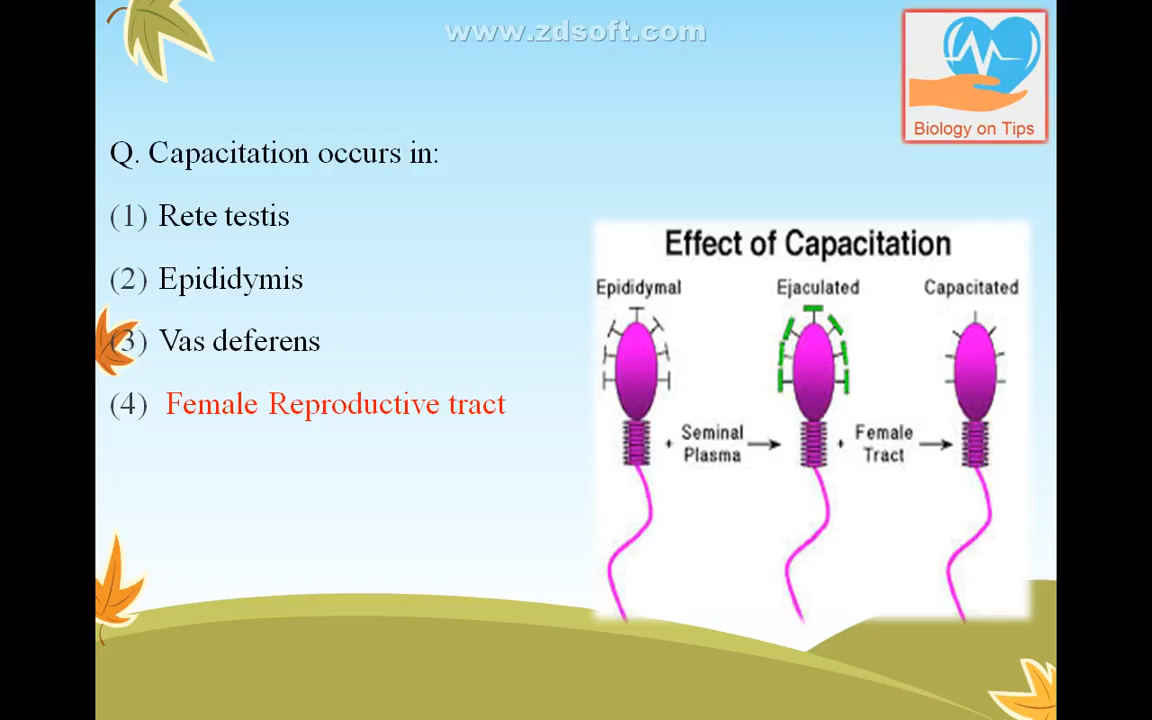 www.zdsoft.com
Biology on Tips
Q. Capacitation occurs in:
(1) Rete testis
(2) Epididymis
(3) Vas deferens
(4) Female Reproductive tract
Effect of Capacitation
Epididymal Ejaculated Capacitated
+ Seminal Plasma
+ Female Tract